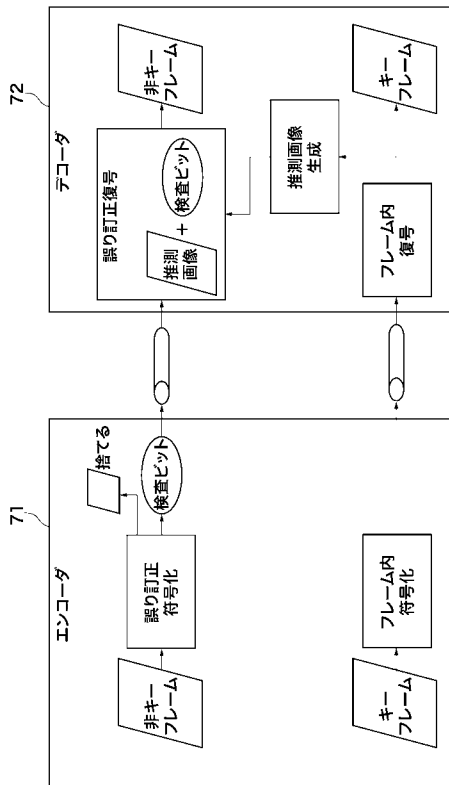 71
エンコーダ
非キー
フレーム
誤り訂正
符号化
捨てる
検査ビット
キー
フレーム
フレーム内
符号化
72
デコーダ
誤り訂正復号
推測
画像
+
検査ビット
非キー
フレーム
推測画像
生成
フレーム内
復号
キー
フレーム